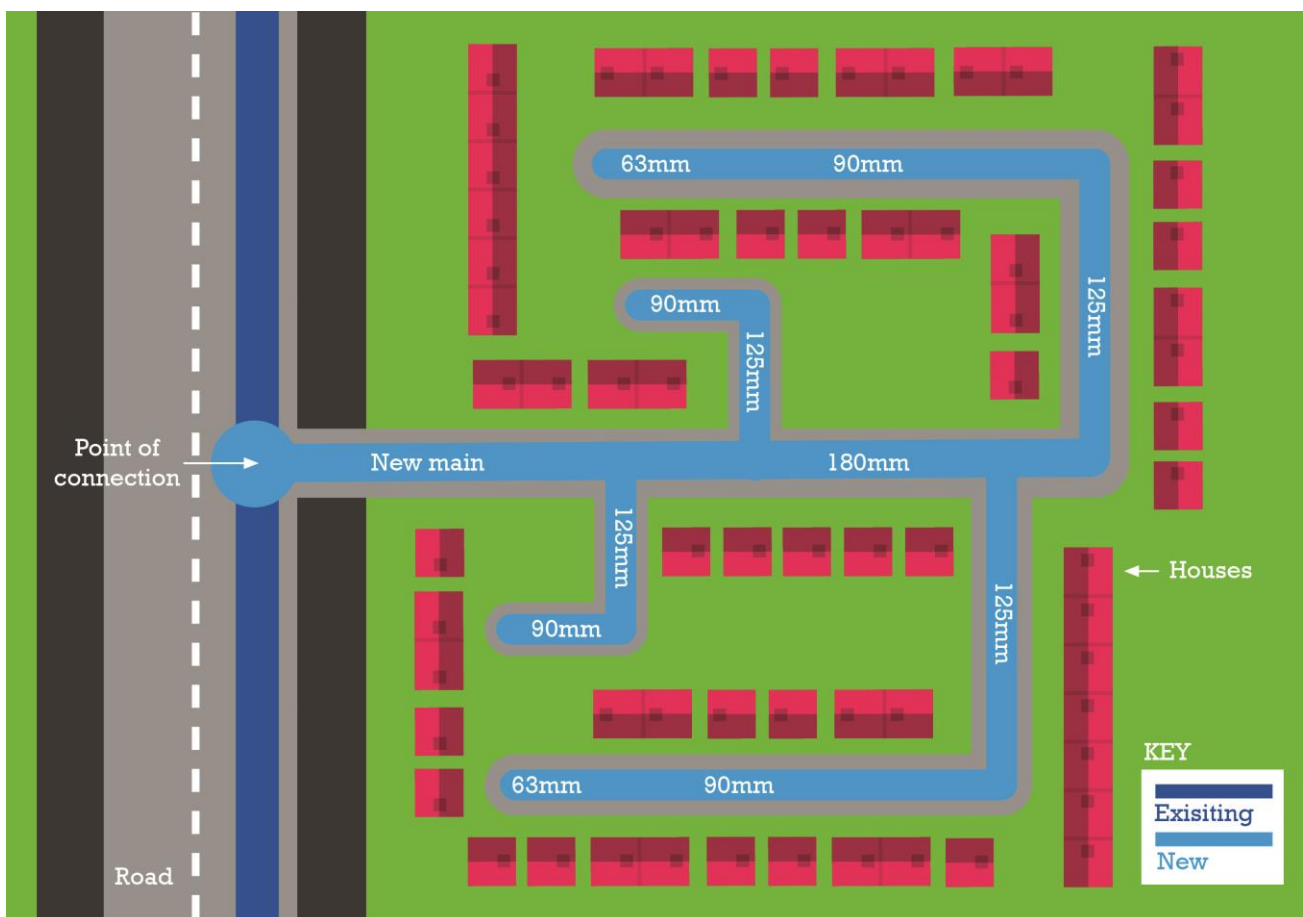 63mm
90mm
90mm
125mm
125mm
Point of
connection
New main
180mm
125mm
Houses
125mm
90mm
63mm
90mm
Road
KEY
Exisiting
New